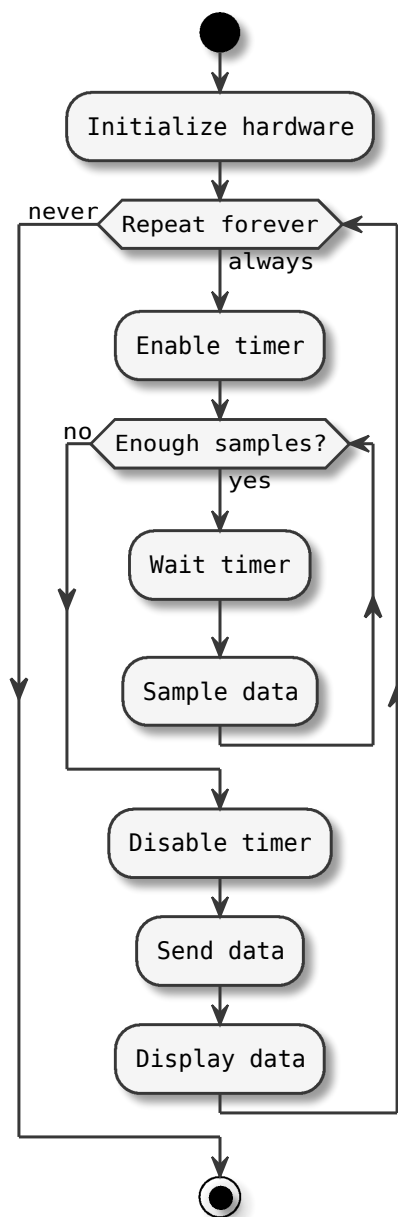 Initialize hardware
never
Repeat forever
always
Enable timer
no
Enough samples?
yes
Wait timer
Sample data
Disable timer
Send data
Display data